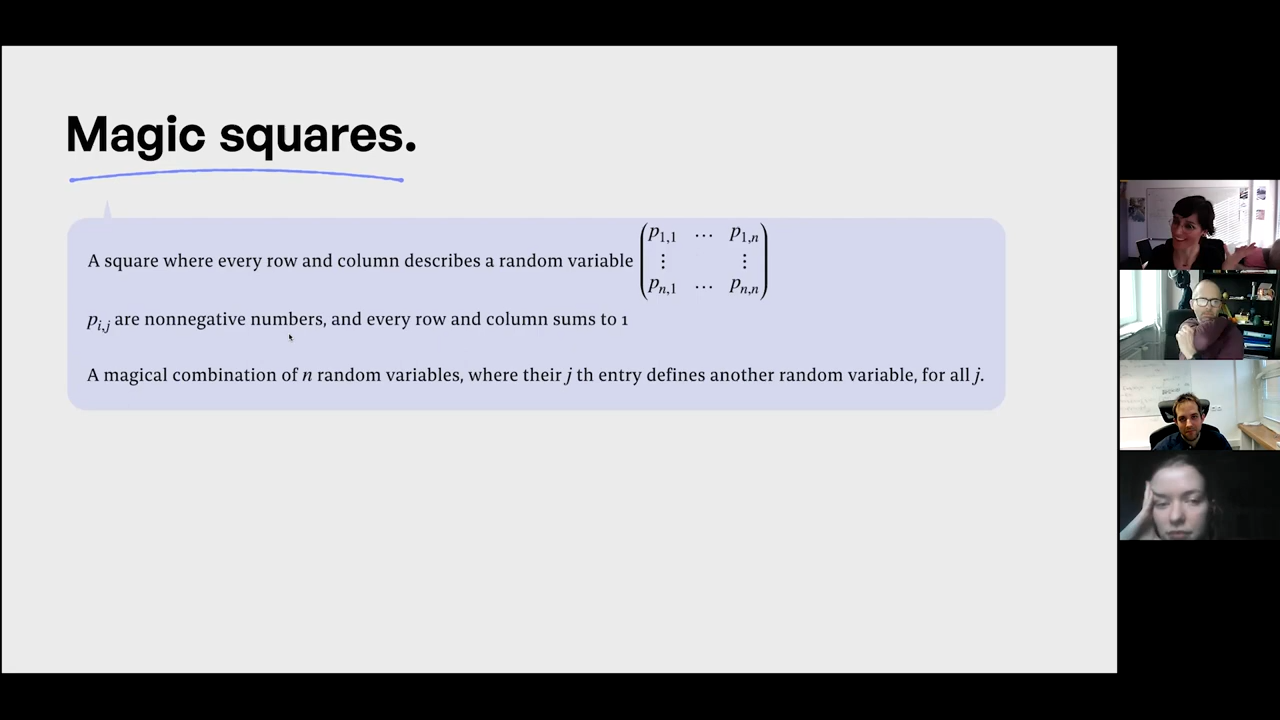 Magic squares.
A square where every row and column describes a random variable
p1,1 ⋯ p1,n
⋮ ⋮
pn,1 ⋯ pn,n
pi,j are nonnegative numbers, and every row and column sums to 1
A magical combination of n random variables, where their j th entry defines another random variable, for all j.